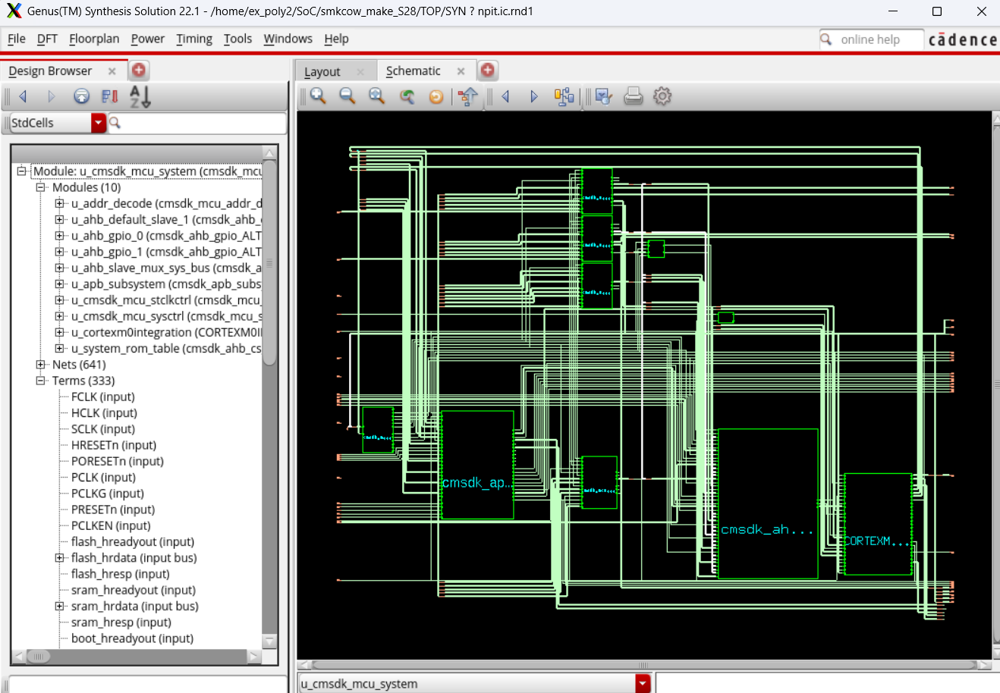 Genus(TM) Synthesis Solution 22.1 - /home/ex_poly2/SoC/smkcow_make_S28/TOP/SYN ? npit.ic.rnd1
File DFT Floorplan Power Timing Tools Windows Help
online help
cādence
Design Browser
Layout
Schematic
StdCells
Module: u_cmsdk_mcu_system (cmsdk_mcu
Modules (10)
u_addr_decode (cmsdk_mcu_addr_d
u_ahb_default_slave_1 (cmsdk_ahb_
u_ahb_gpio_0 (cmsdk_ahb_gpio_ALT
u_ahb_gpio_1 (cmsdk_ahb_gpio_ALT
u_ahb_slave_mux_sys_bus (cmsdk_a
u_apb_subsystem (cmsdk_apb_subs
u_cmsdk_mcu_stclkctrl (cmsdk_mcu_
u_cmsdk_mcu_sysctrl (cmsdk_mcu_s
u_cortexm0integration (CORTEXM0I
u_system_rom_table (cmsdk_ahb_cs
Nets (641)
Terms (333)
FCLK (input)
HCLK (input)
SCLK (input)
HRESETn (input)
PORESETn (input)
PCLK (input)
PCLKG (input)
PRESETn (input)
PCLKEN (input)
flash_hreadyout (input)
flash_hrdata (input bus)
flash_hresp (input)
sram_hreadyout (input)
sram_hrdata (input bus)
sram_hresp (input)
boot_hreadyout (input)
cmsdk_ap...
cmsdk_ah...
CORTEXM...
u_cmsdk_mcu_system